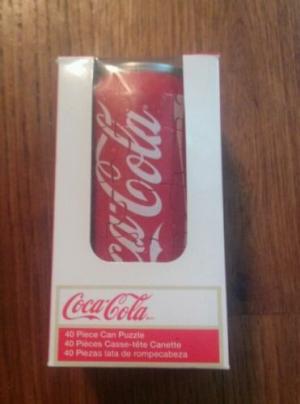 Coca-Cola
Coca-Cola
40 Piece Can Puzzle
40 Pièces Casse-tête Canette
40 Piezas lata de rompecabeza